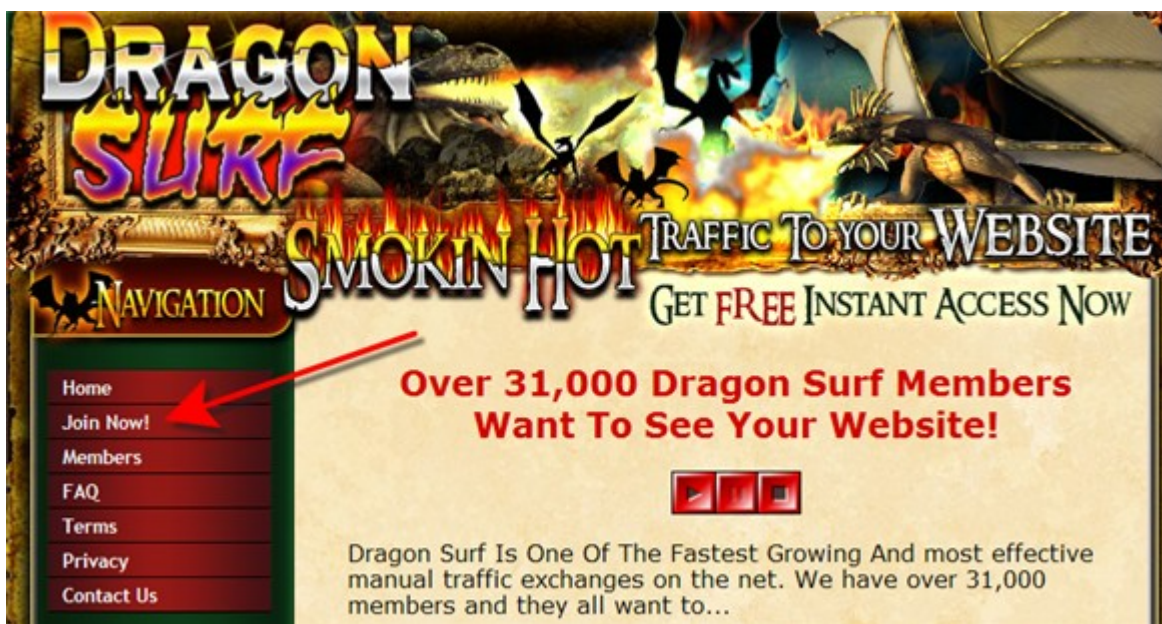 DRAGON
SURF
SMOKIN HOT TRAFFIC TO YOUR WEBSITE
GET FREE INSTANT ACCESS NOW
NAVIGATION
Home
Join Now!
Members
FAQ
Terms
Privacy
Contact Us
Over 31,000 Dragon Surf Members
Want To See Your Website!
Dragon Surf Is One Of The Fastest Growing And most effective
manual traffic exchanges on the net. We have over 31,000
members and they all want to...